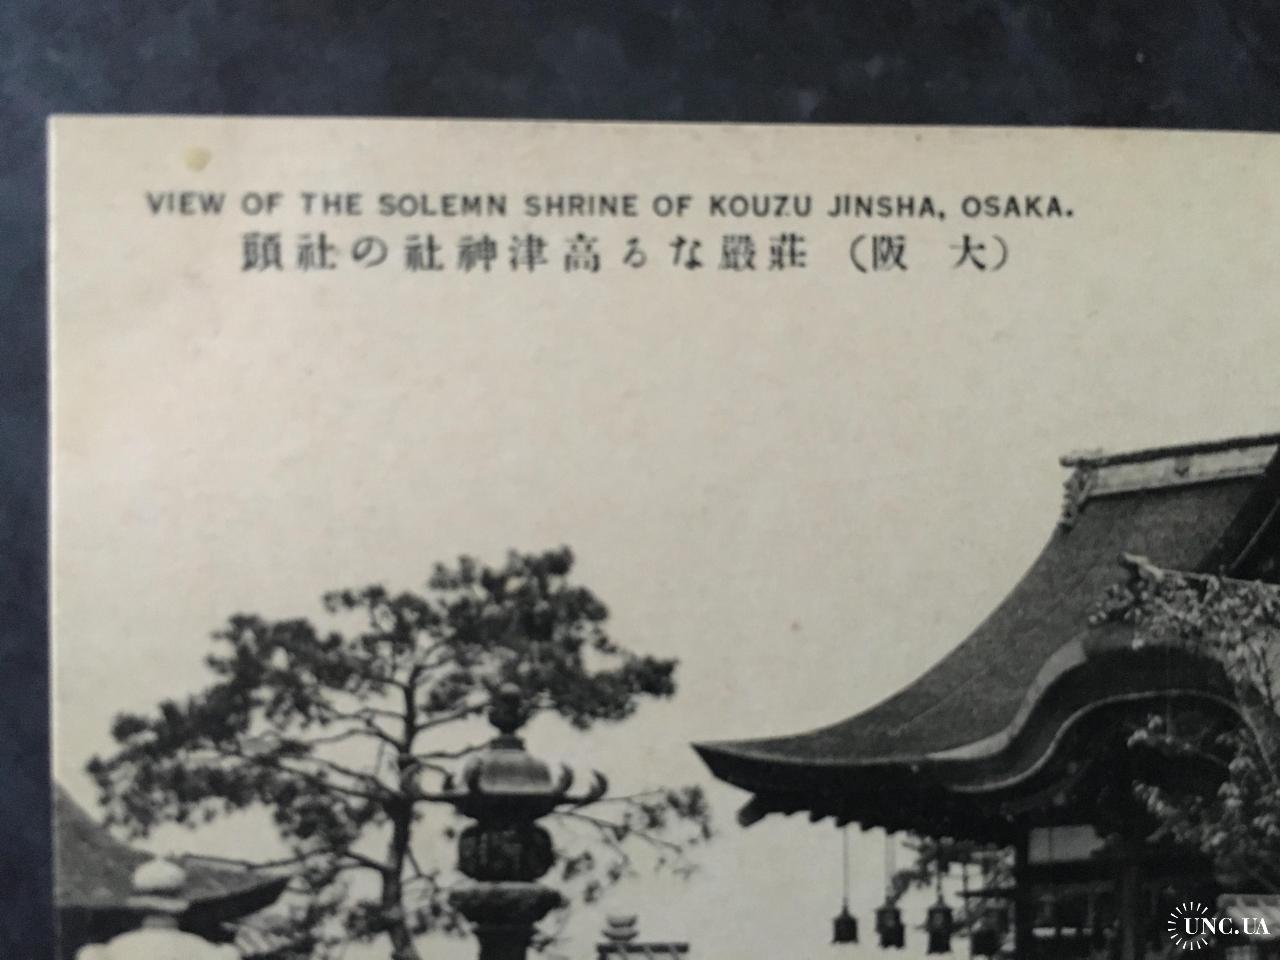 VIEW OF THE SOLEMN SHRINE OF KOUZU JINSHA, OSAKA.
（大 阪） 莊嚴なる高津神社の社頭
UNC.UA